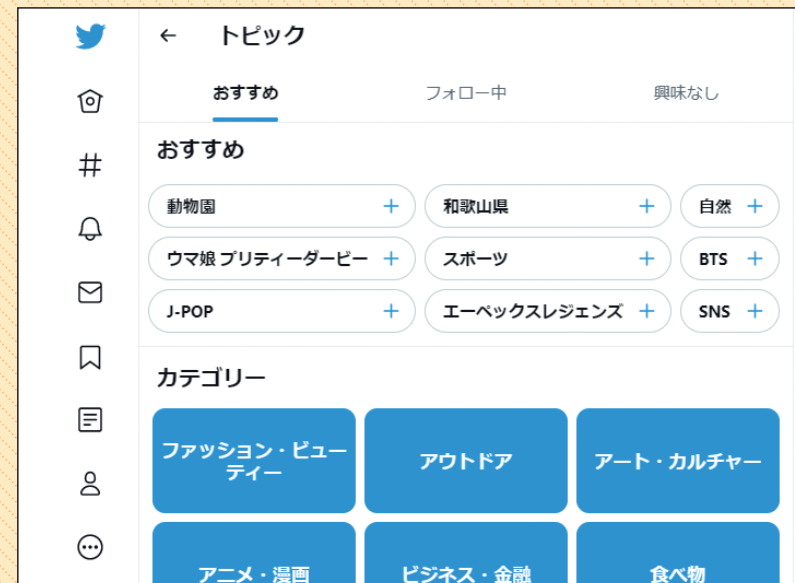 トピック
おすすめ
フォロー中
興味なし
おすすめ
動物園
和歌山県
自然
ウマ娘 プリティーダービー
スポーツ
BTS
J-POP
エーペックスレジェンズ
SNS
カテゴリー
ファッション・ビュー
ティー
アウトドア
アート・カルチャー
アニメ・漫画
ビジネス・金融
食べ物